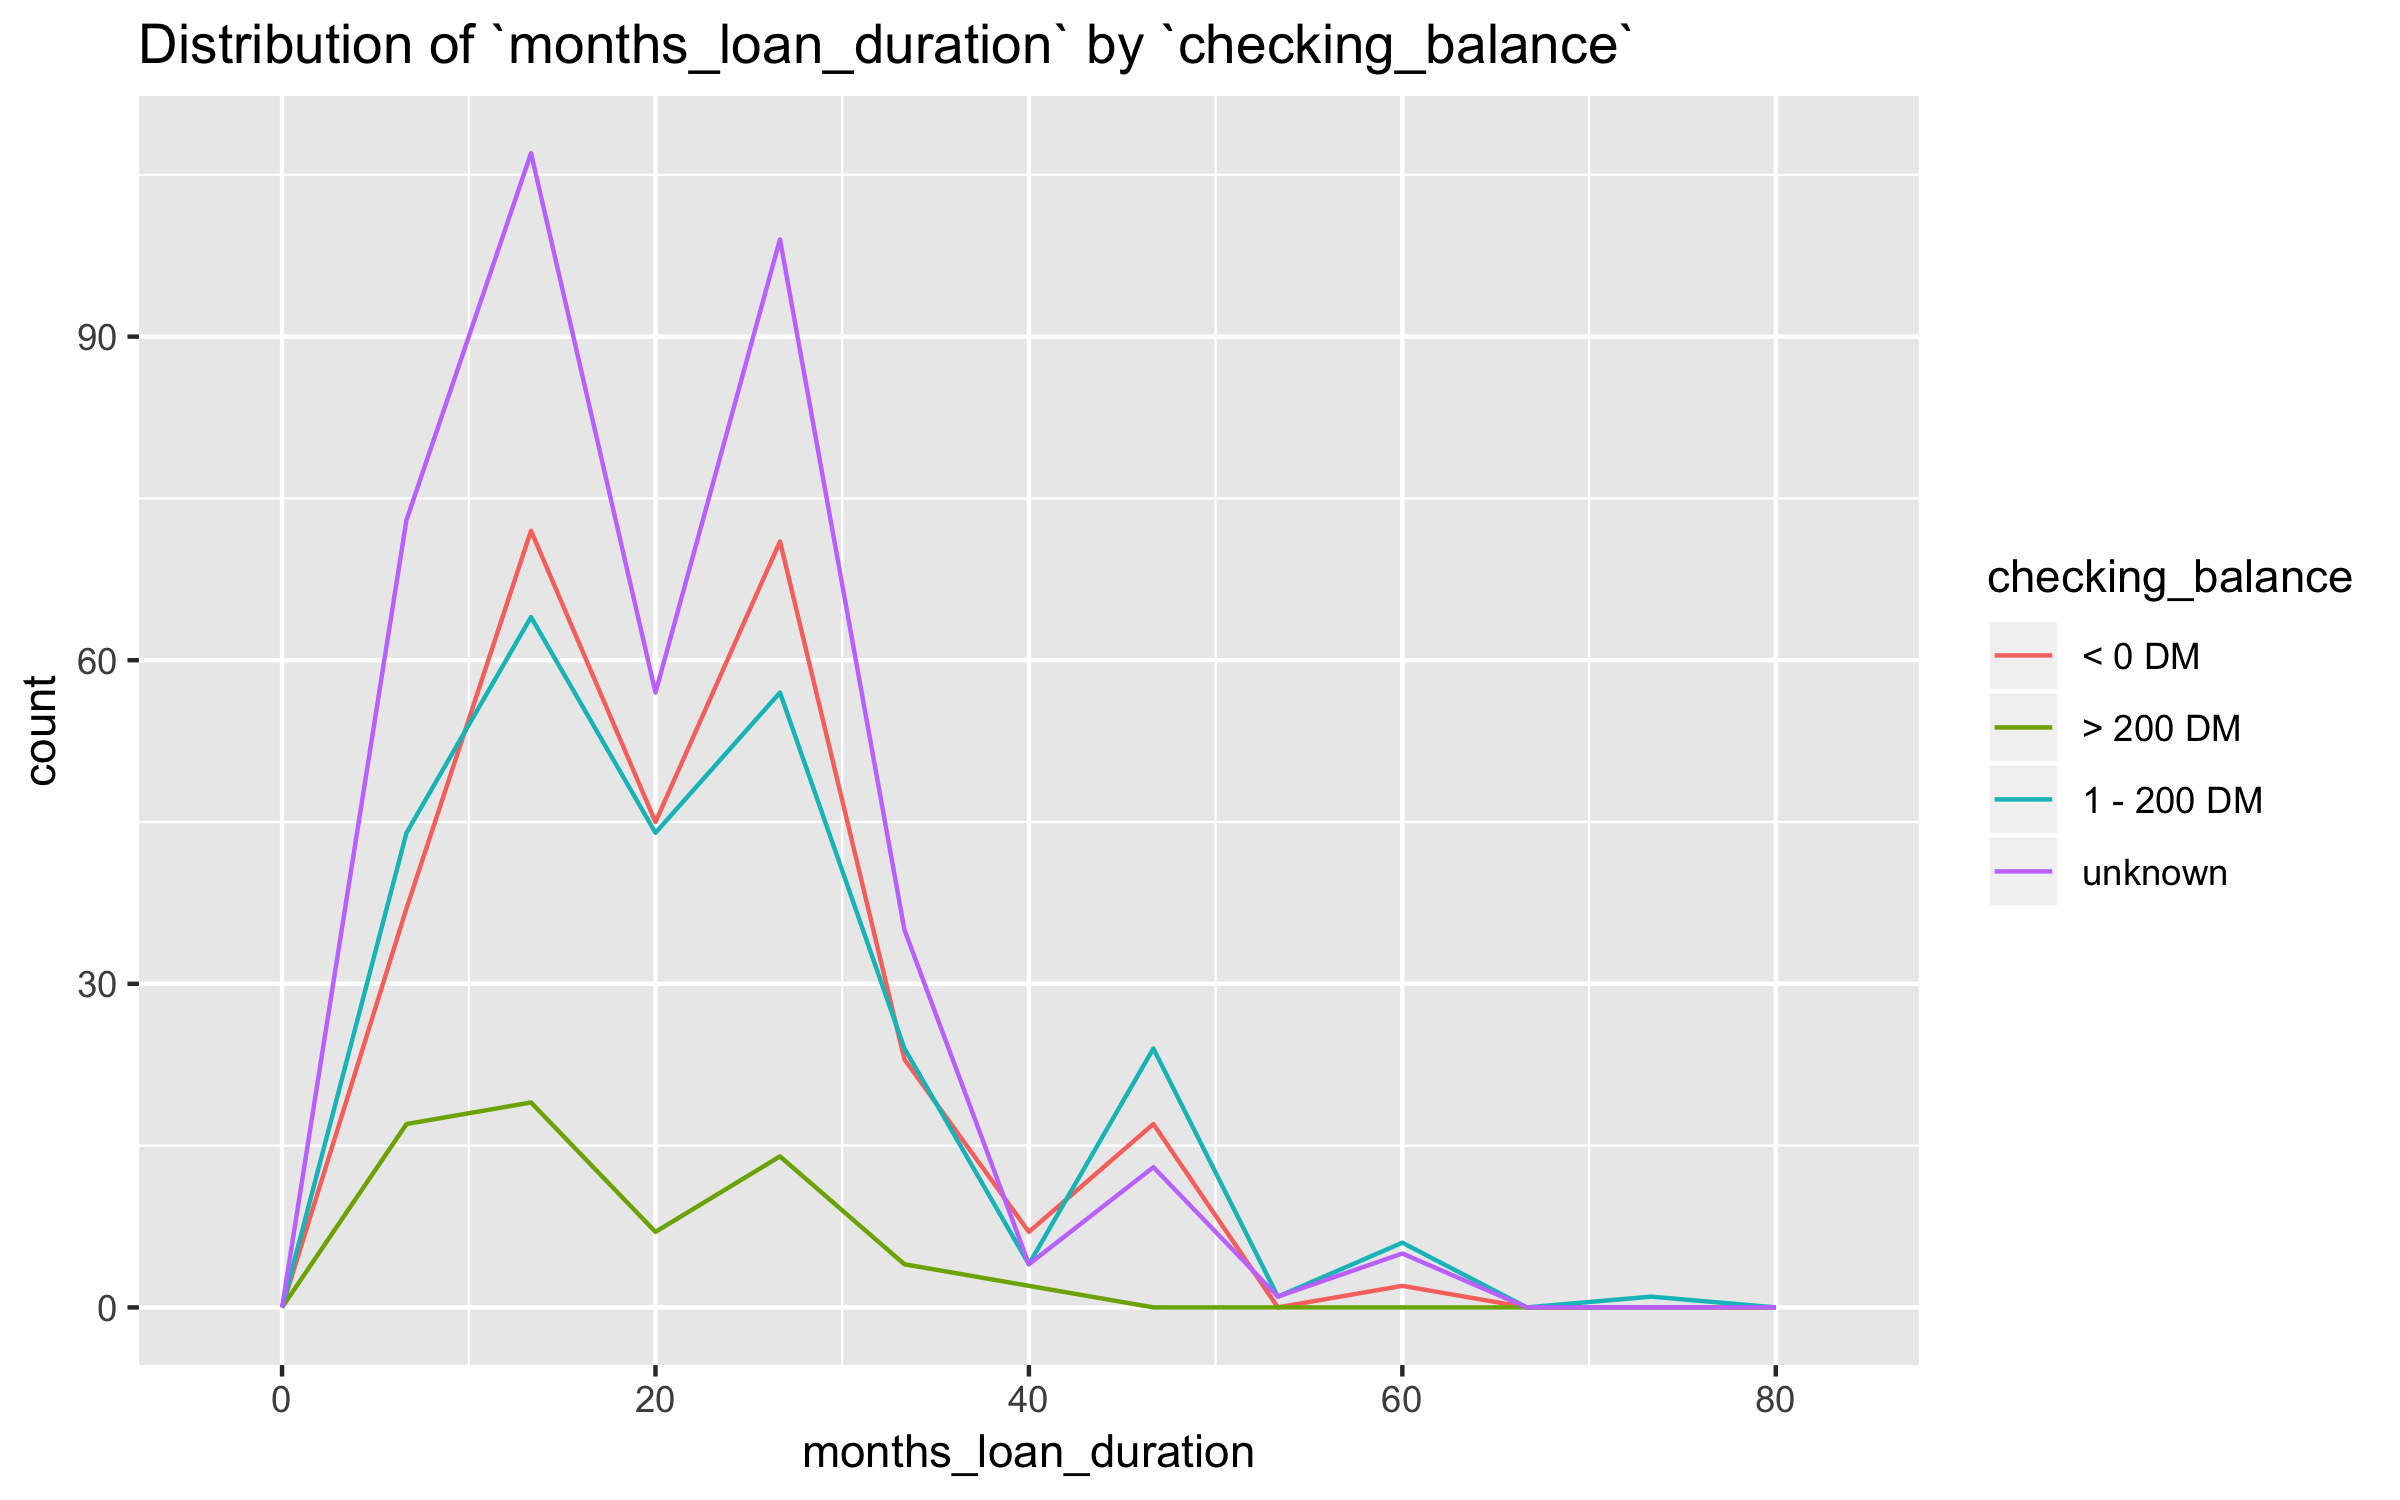 Distribution of `months_loan_duration` by `checking_balance`
90
60
30
0
count
0 20 40 60 80
months_loan_duration
checking_balance
< 0 DM
> 200 DM
1 - 200 DM
unknown